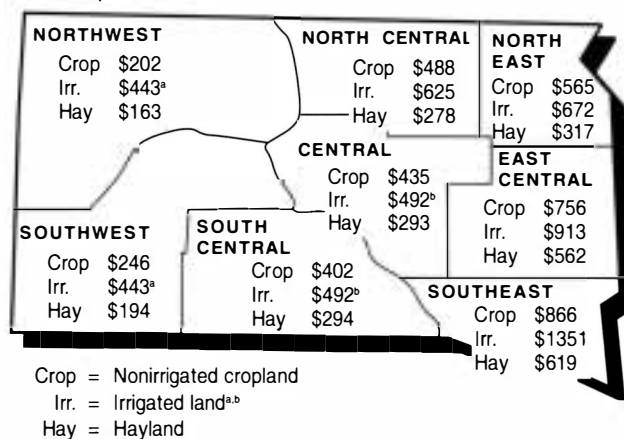 NORTHWEST
Crop $202
Irr. $443ᵃ
Hay $163
NORTH CENTRAL
Crop $488
Irr. $625
Hay $278
NORTH
EAST
Crop $565
Irr. $672
Hay $317
CENTRAL
Crop $435
Irr. $492ᵇ
Hay $293
EAST
CENTRAL
Crop $756
Irr. $913
Hay $562
SOUTHWEST
Crop $246
Irr. $443ᵃ
Hay $194
SOUTH
CENTRAL
Crop $402
Irr. $492ᵇ
Hay $294
SOUTHEAST
Crop $866
Irr. $1351
Hay $619
Crop = Nonirrigated cropland
Irr. = Irrigated landᵃ·ᵇ
Hay = Hayland